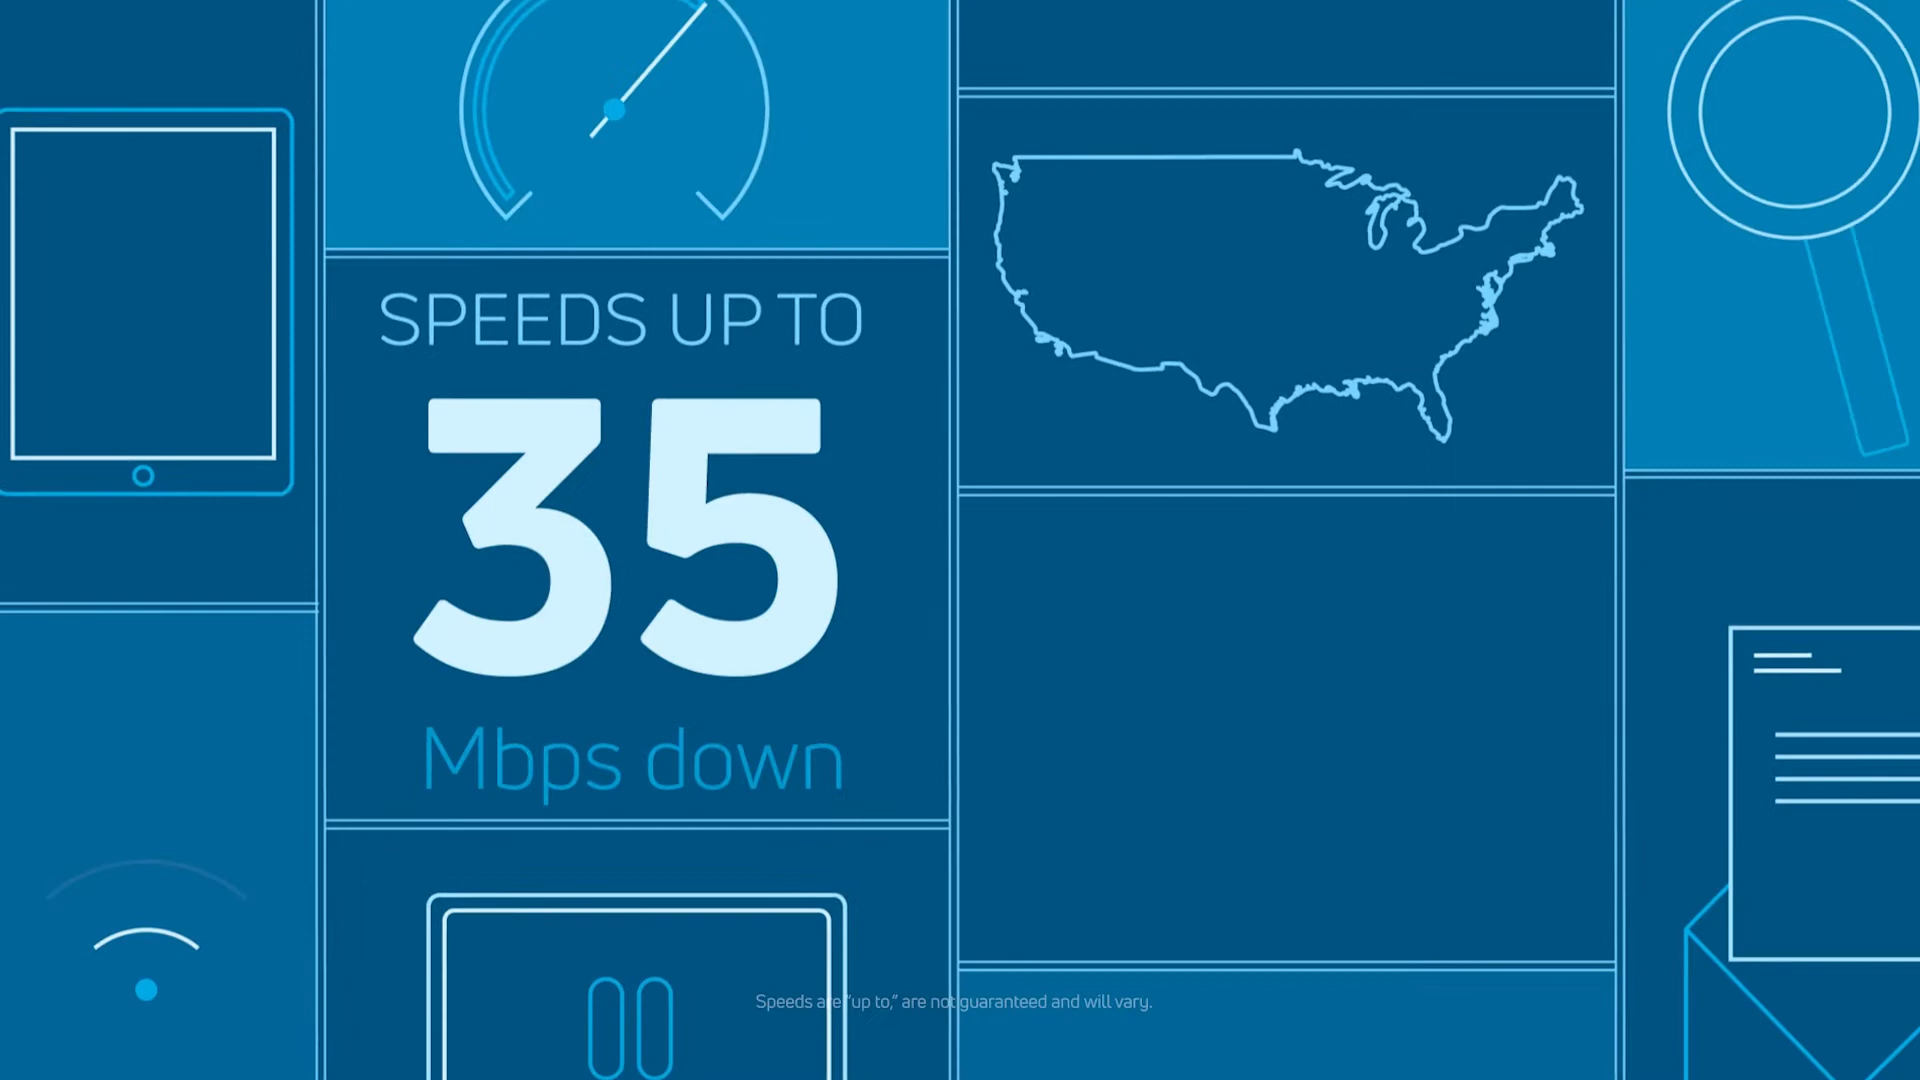 SPEEDS UP TO
35
Mbps down
Speeds are “up to,” are not guaranteed and will vary.